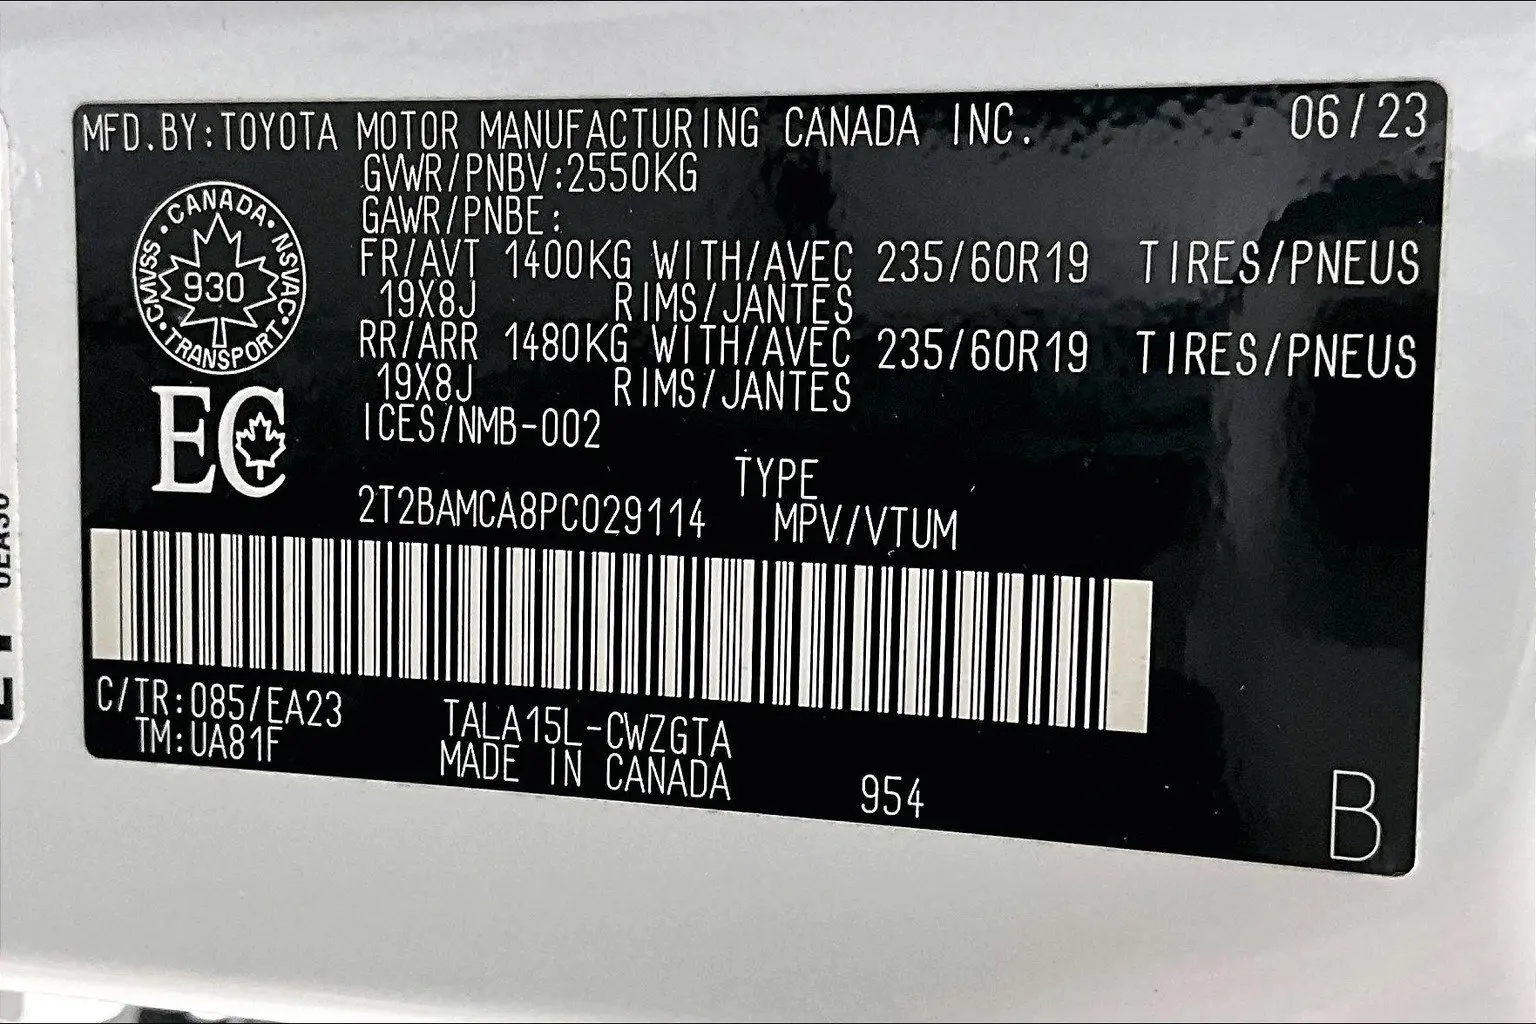 MFD.BY:TOYOTA MOTOR MANUFACTURING CANADA INC. 06/23
GVWR/PNBV:2550KG
GAWR/PNBE:
FR/AVT 1400KG WITH/AVEC 235/60R19 TIRES/PNEUS
19X8J RIMS/JANTES
RR/ARR 1480KG WITH/AVEC 235/60R19 TIRES/PNEUS
19X8J RIMS/JANTES
ICES/NMB-002
CANADA • NSVAC • TRANSPORT • CMVSS •
930
EC
TYPE
2T2BAMCA8PC029114 MPV/VTUM
C/TR:085/EA23 TALA15L-CWZGTA
TM:UA81F MADE IN CANADA 954
B